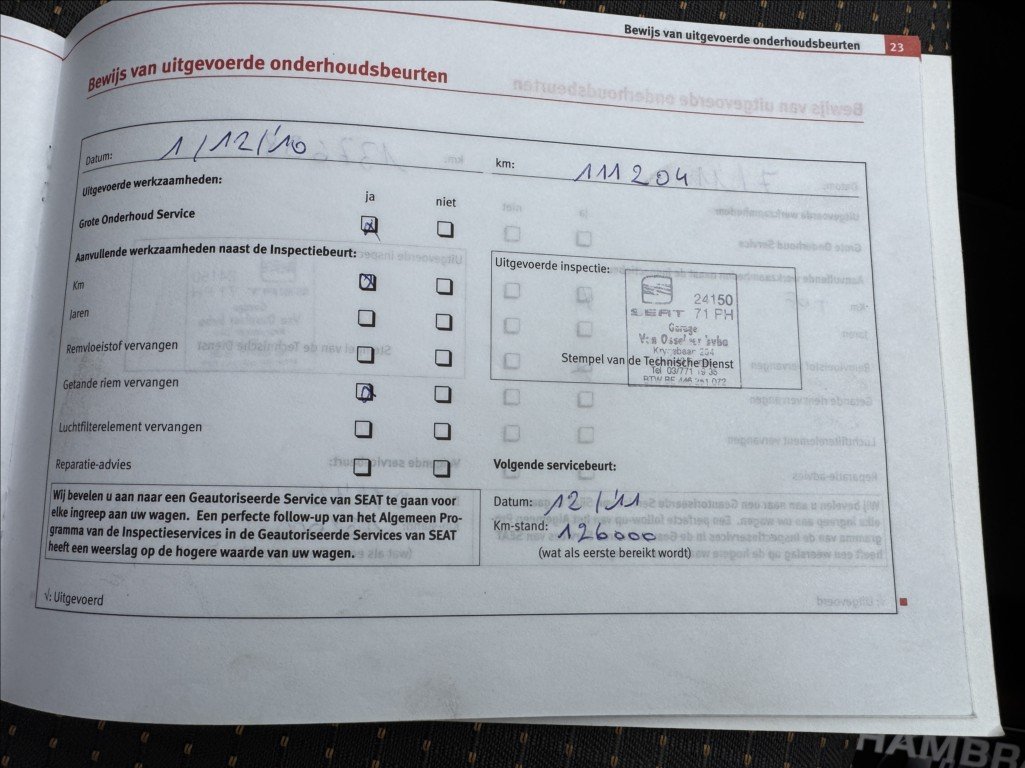 Bewijs van uitgevoerde onderhoudsbeurten 23
Bewijs van uitgevoerde onderhoudsbeurten
Datum: 1/12/'10 km: 111204
Uitgevoerde werkzaamheden:
ja niet
Grote Onderhoud Service
Aanvullende werkzaamheden naast de Inspectiebeurt:
Km
Jaren
Remvloeistof vervangen
Getande riem vervangen
Luchtfilterelement vervangen
Reparatie-advies
Wij bevelen u aan naar een Geautoriseerde Service van SEAT te gaan voor
elke ingreep aan uw wagen. Een perfecte follow-up van het Algemeen Pro-
gramma van de Inspectieservices in de Geautoriseerde Services van SEAT
heeft een weerslag op de hogere waarde van uw wagen.
√: Uitgevoerd
Uitgevoerde inspectie:
24150
SEAT 71 PH
Garage
Stempel van de Technische Dienst
Volgende servicebeurt:
Datum: 12/'11
Km-stand: 126000
(wat als eerste bereikt wordt)